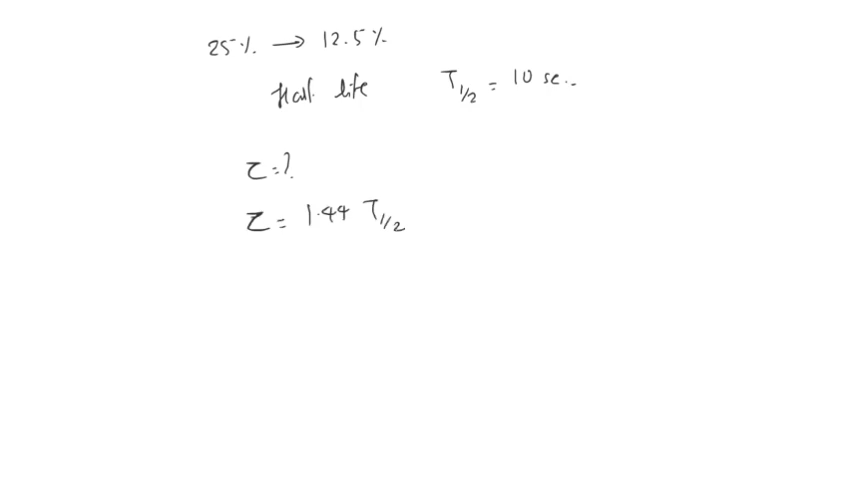 25% → 12.5%
Half life T1/2 = 10 sec.
τ = ?
τ = 1.44 T1/2